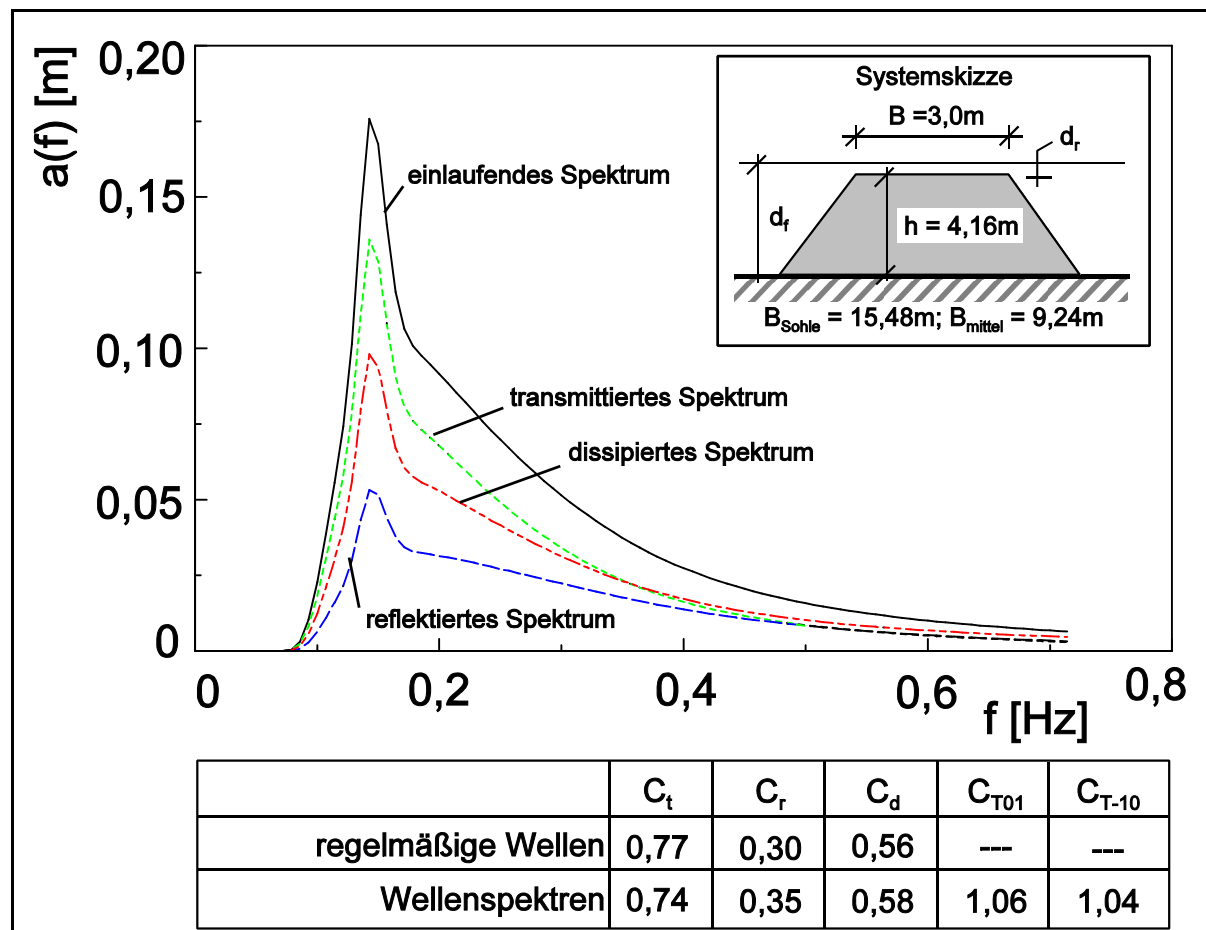 a(f) [m]
0,20
0,15
0,10
0,05
0
0
0,2
0,4
0,6
0,8
f [Hz]
einlaufendes Spektrum
transmittiertes Spektrum
dissipiertes Spektrum
reflektiertes Spektrum
Systemskizze
B =3,0m
d_r
d_f
h = 4,16m
B_Sohle = 15,48m; B_mittel = 9,24m
C_t C_r C_d C_T01 C_T-10
regelmäßige Wellen 0,77 0,30 0,56 --- ---
Wellenspektren 0,74 0,35 0,58 1,06 1,04